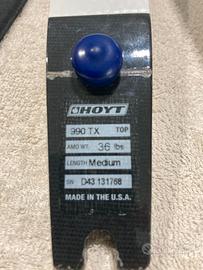 HOYT
990 TX TOP
AMO WT. 36 lbs
LENGTH Medium
SN D43 131768
MADE IN THE U.S.A.